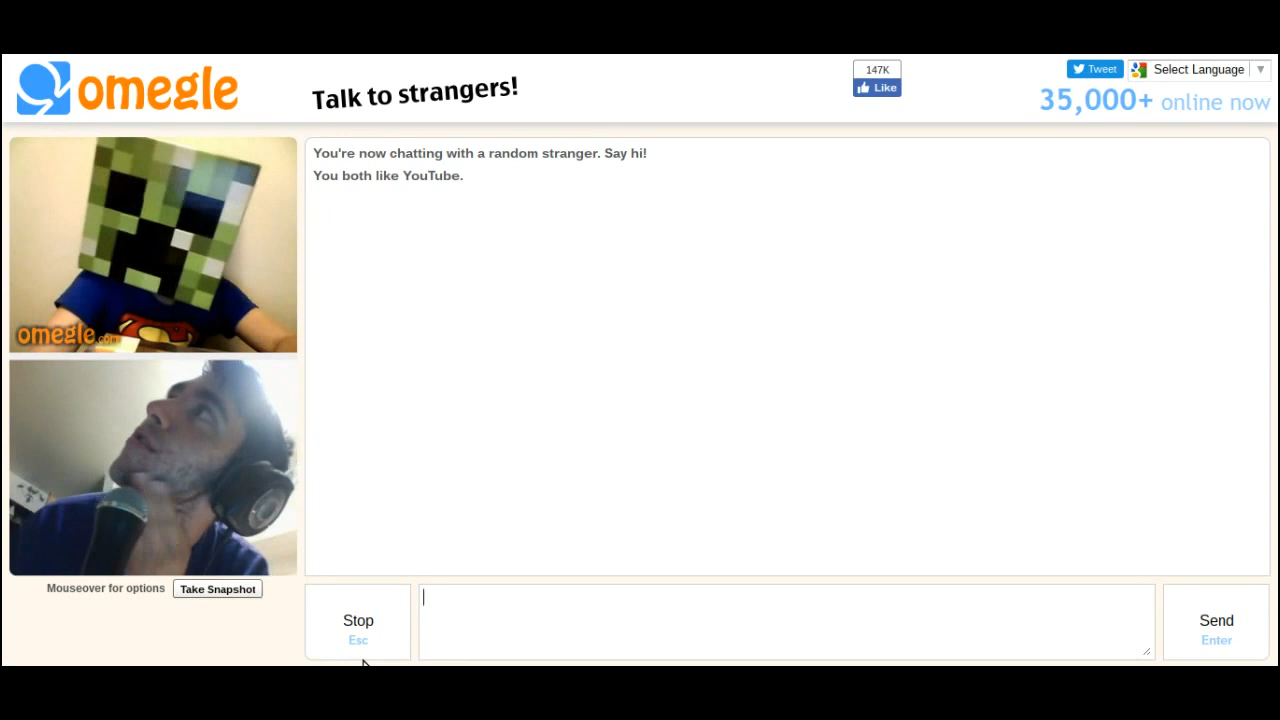 omegle
Talk to strangers!
147K
Like
Tweet
Select Language
35,000+ online now
You're now chatting with a random stranger. Say hi!
You both like YouTube.
omegle.com
Mouseover for options
Take Snapshot
Stop
Esc
Send
Enter